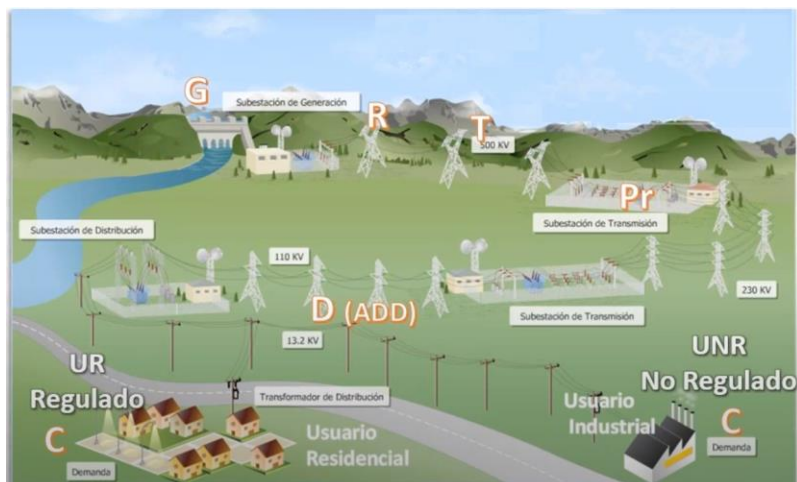 G
Subestación de Generación
R
T
500 KV
Pr
Subestación de Transmisión
Subestación de Distribución
110 KV
230 KV
D (ADD)
Subestación de Transmisión
13.2 KV
UR
Regulado
UNR
No Regulado
Transformador de Distribución
Usuario
Industrial
C
Usuario
Residencial
C
Demanda
Demanda